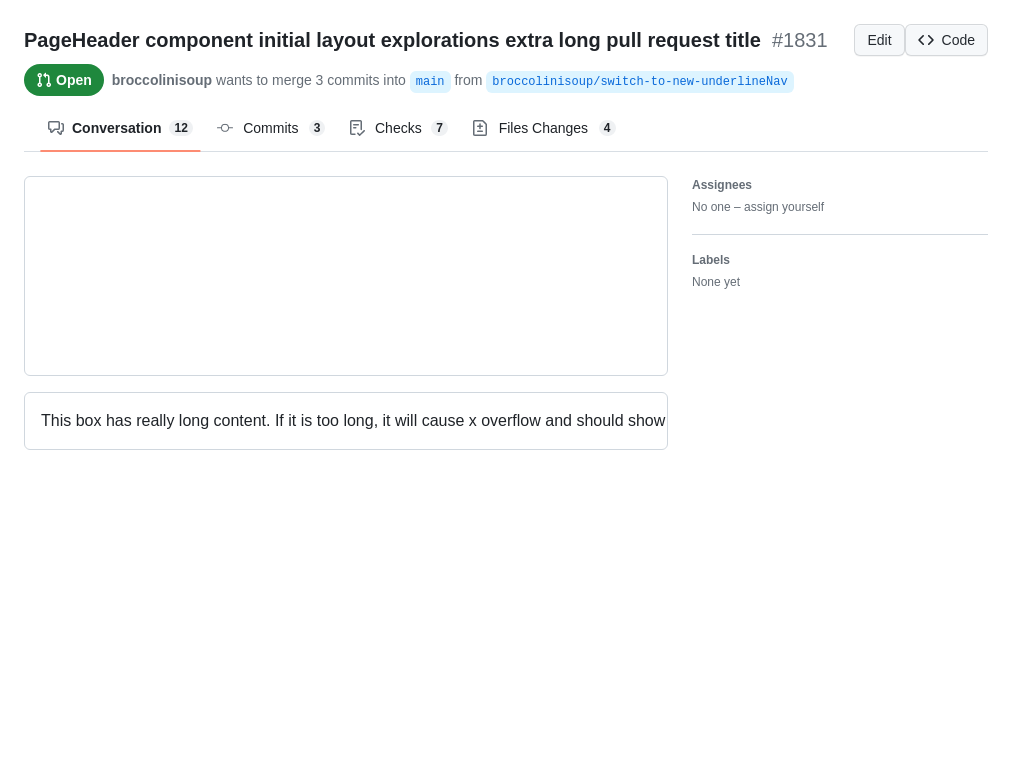 PageHeader component initial layout explorations extra long pull request title #1831
Edit
Code
Open
broccolinisoup wants to merge 3 commits into main from broccolinisoup/switch-to-new-underlineNav
Conversation 12
Commits 3
Checks 7
Files Changes 4
Assignees
No one – assign yourself
Labels
None yet
This box has really long content. If it is too long, it will cause x overflow and should show